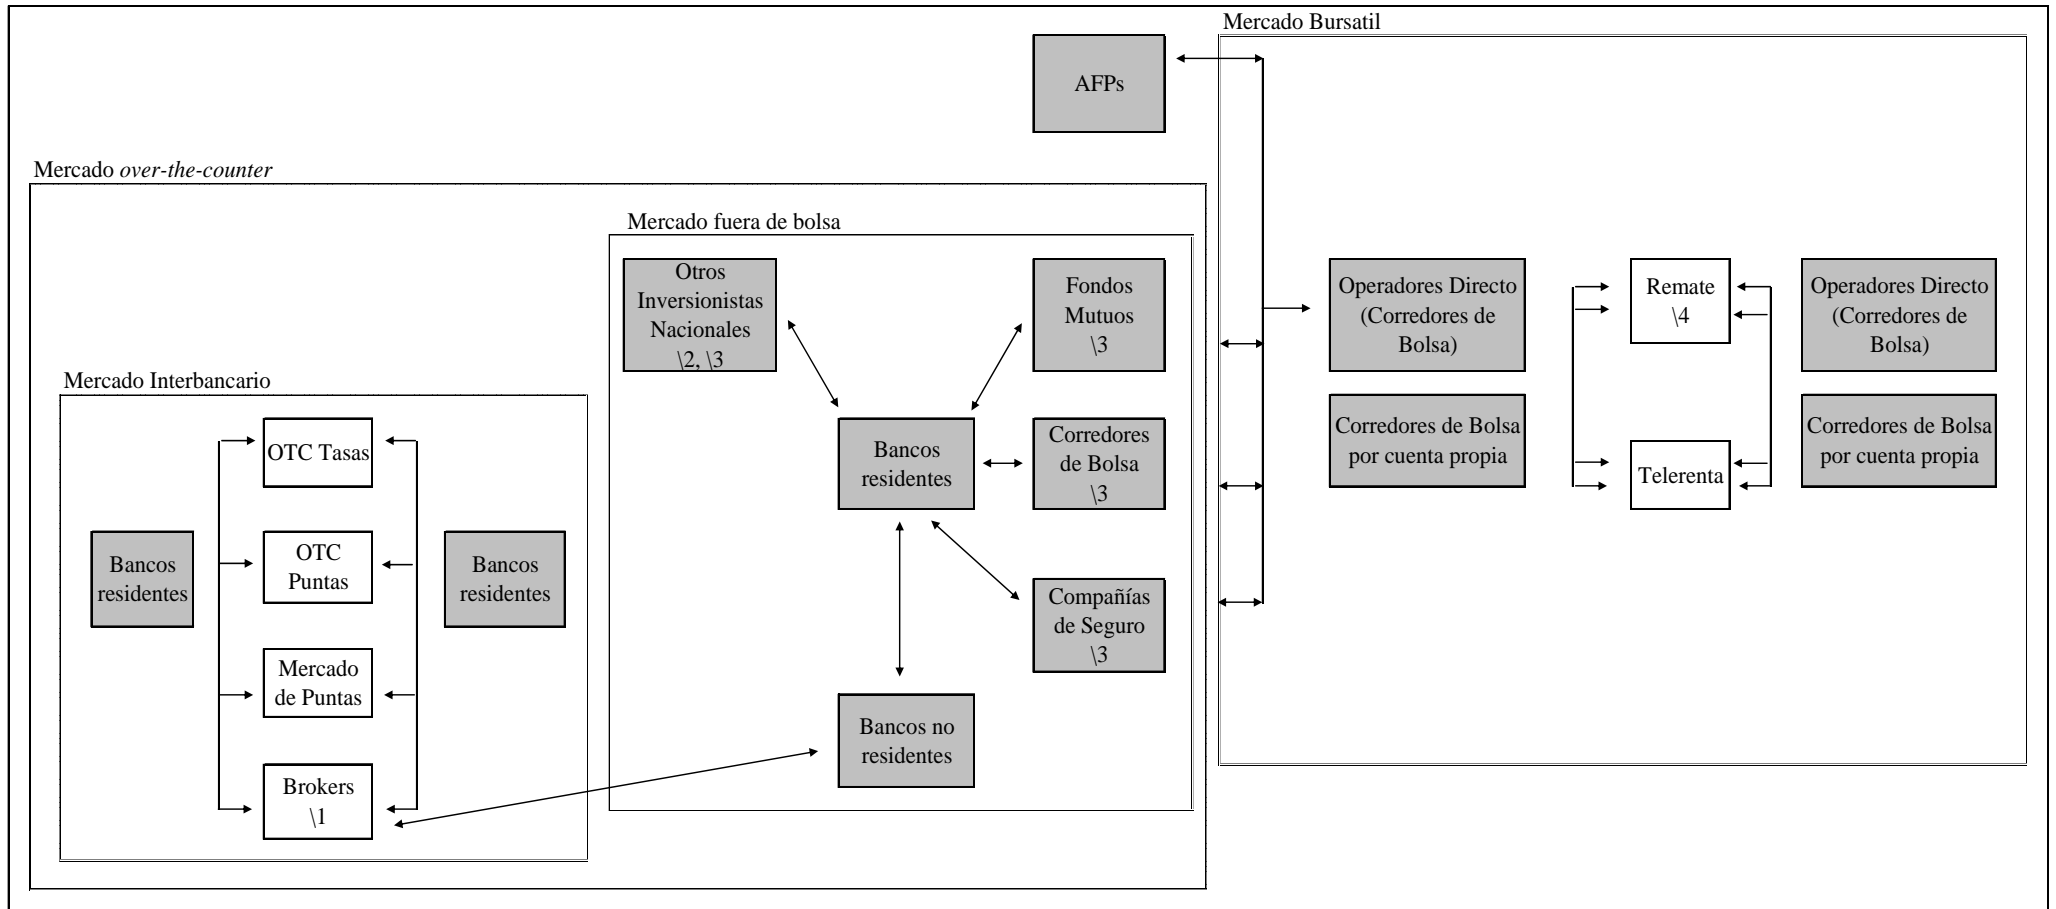 Mercado Bursatil
AFPs
Mercado over-the-counter
Mercado fuera de bolsa
Otros
Inversionistas
Nacionales
\2, \3
Fondos
Mutuos
\3
Operadores Directo
(Corredores de
Bolsa)
Remate
\4
Operadores Directo
(Corredores de
Bolsa)
Mercado Interbancario
OTC Tasas
Bancos
residentes
Corredores
de Bolsa
\3
Corredores de Bolsa
por cuenta propia
Telerenta
Corredores de Bolsa
por cuenta propia
Bancos
residentes
OTC
Puntas
Bancos
residentes
Compañías
de Seguro
\3
Mercado
de Puntas
Bancos no
residentes
Brokers
\1